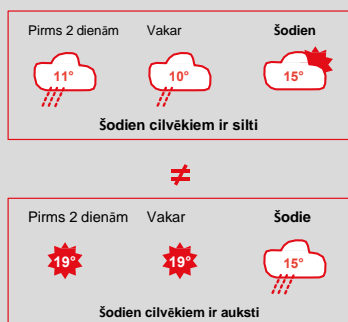 Pirms 2 dienām Vakar Šodien
11° 10° 15°
Šodien cilvēkiem ir silti
≠
Pirms 2 dienām Vakar Šodie
19° 19° 15°
Šodien cilvēkiem ir auksti